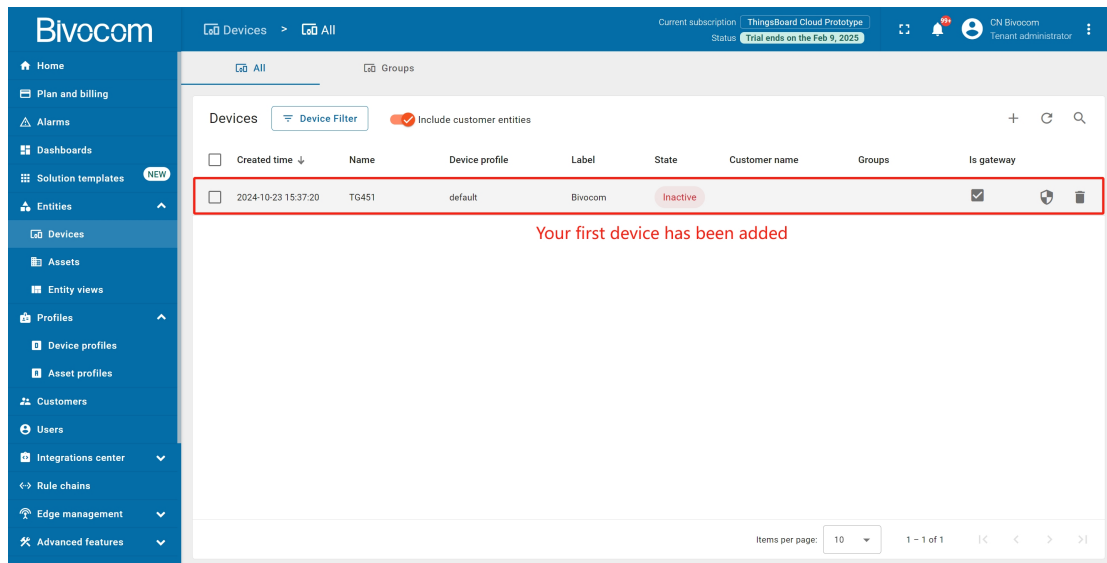 Bivocom
Devices > All
Current subscription ThingsBoard Cloud Prototype
Status Trial ends on the Feb 9, 2025
99+
CN Bivocom
Tenant administrator
Home
Plan and billing
Alarms
Dashboards
Solution templates NEW
Entities
Devices
Assets
Entity views
Profiles
Device profiles
Asset profiles
Customers
Users
Integrations center
Rule chains
Edge management
Advanced features
All Groups
Devices Device Filter Include customer entities
Created time Name Device profile Label State Customer name Groups Is gateway
2024-10-23 15:37:20 TG451 default Bivocom Inactive
Your first device has been added
Items per page: 10 1 – 1 of 1